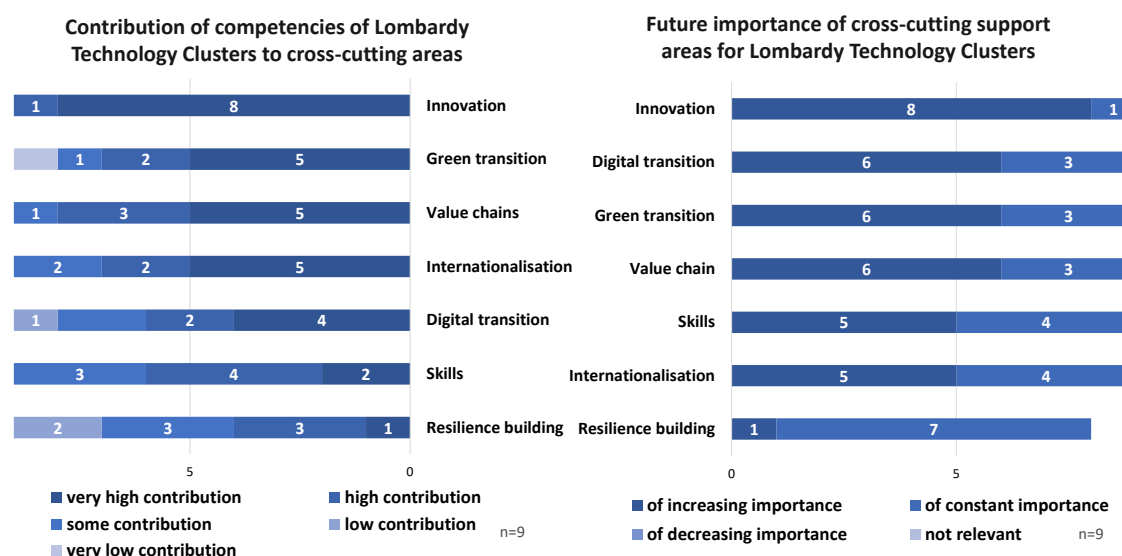 Contribution of competencies of Lombardy
Technology Clusters to cross-cutting areas
1 8 Innovation
1 2 5 Green transition
1 3 5 Value chains
2 2 5 Internationalisation
1 2 4 Digital transition
3 4 2 Skills
2 3 3 1 Resilience building
5 0
very high contribution high contribution
some contribution low contribution
very low contribution
n=9
Future importance of cross-cutting support
areas for Lombardy Technology Clusters
Innovation 8 1
Digital transition 6 3
Green transition 6 3
Value chain 6 3
Skills 5 4
Internationalisation 5 4
Resilience building 1 7
0 5
of increasing importance of constant importance
of decreasing importance not relevant
n=9